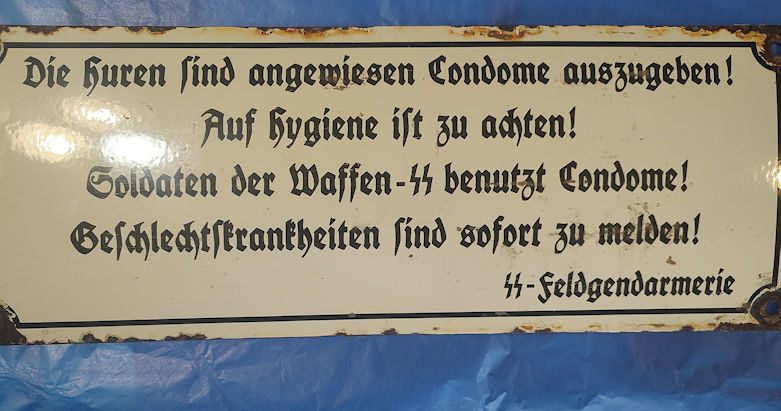 Die Huren sind angewiesen Condome auszugeben!
Auf Hygiene ist zu achten!
Soldaten der Waffen-SS benutzt Condome!
Geschlechtskrankheiten sind sofort zu melden!
SS-Feldgendarmerie